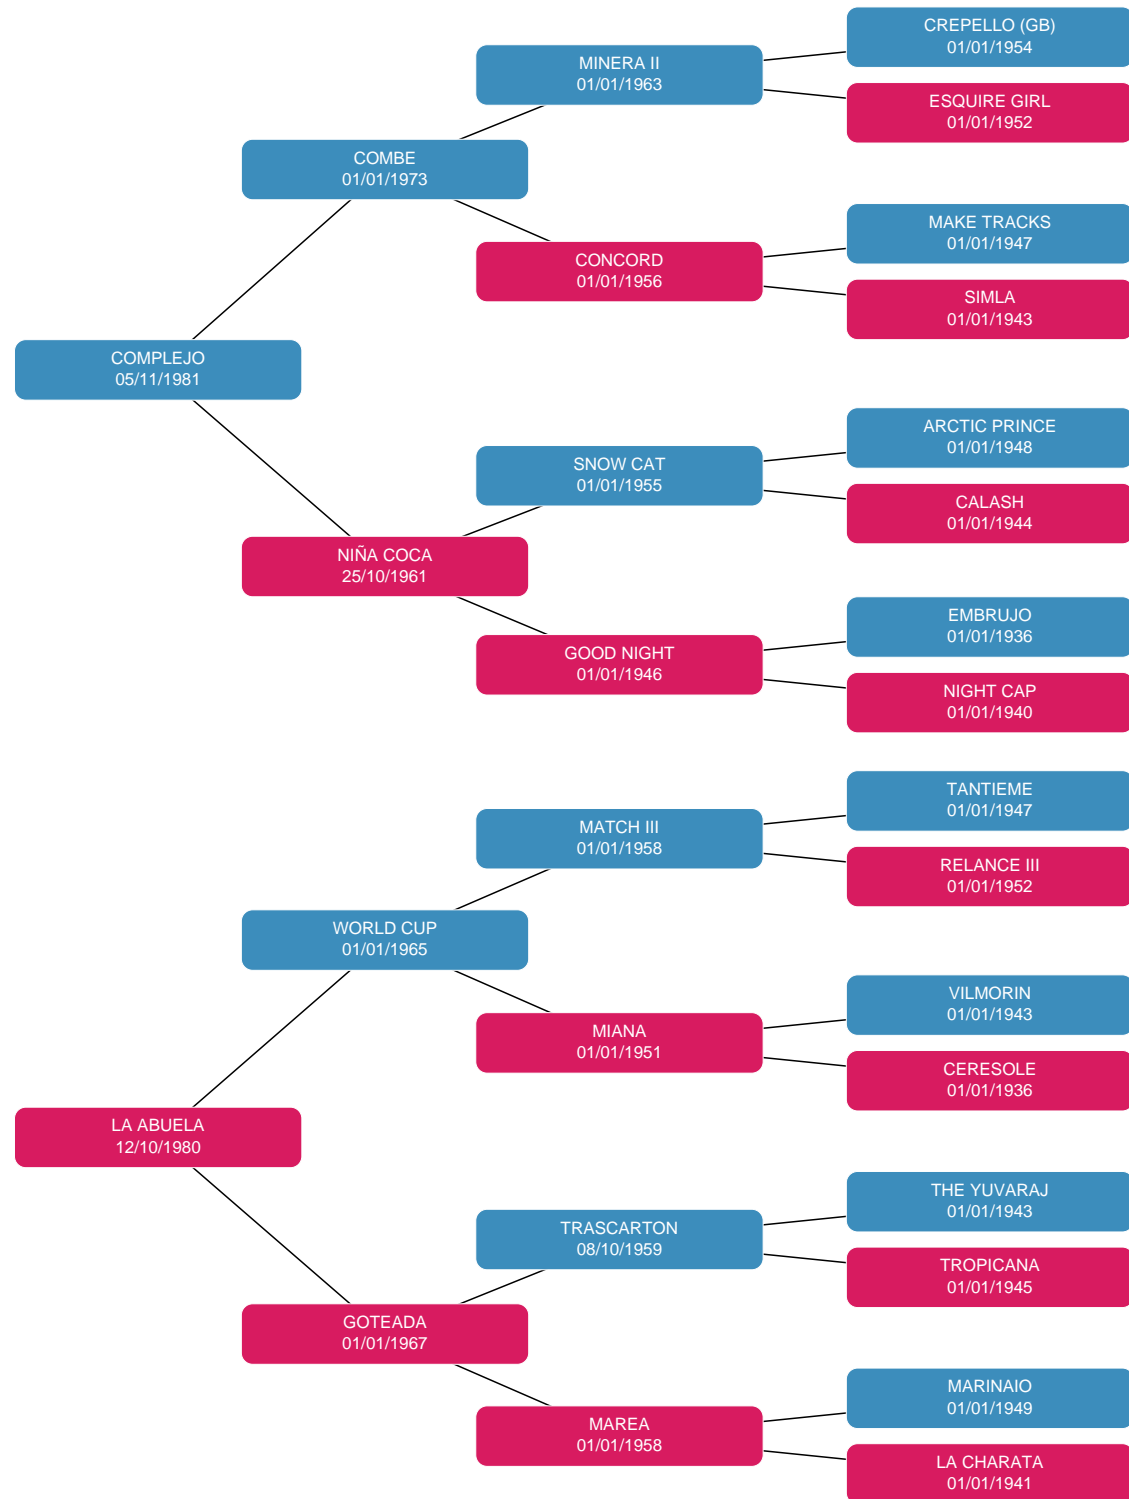 CREPELLO (GB)
01/01/1954
MINERA II
01/01/1963
ESQUIRE GIRL
01/01/1952
COMBE
01/01/1973
MAKE TRACKS
01/01/1947
CONCORD
01/01/1956
SIMLA
01/01/1943
COMPLEJO
05/11/1981
ARCTIC PRINCE
01/01/1948
SNOW CAT
01/01/1955
CALASH
01/01/1944
NIÑA COCA
25/10/1961
EMBRUJO
01/01/1936
GOOD NIGHT
01/01/1946
NIGHT CAP
01/01/1940
TANTIEME
01/01/1947
MATCH III
01/01/1958
RELANCE III
01/01/1952
WORLD CUP
01/01/1965
VILMORIN
01/01/1943
MIANA
01/01/1951
CERESOLE
01/01/1936
LA ABUELA
12/10/1980
THE YUVARAJ
01/01/1943
TRASCARTON
08/10/1959
TROPICANA
01/01/1945
GOTEADA
01/01/1967
MARINAIO
01/01/1949
MAREA
01/01/1958
LA CHARATA
01/01/1941